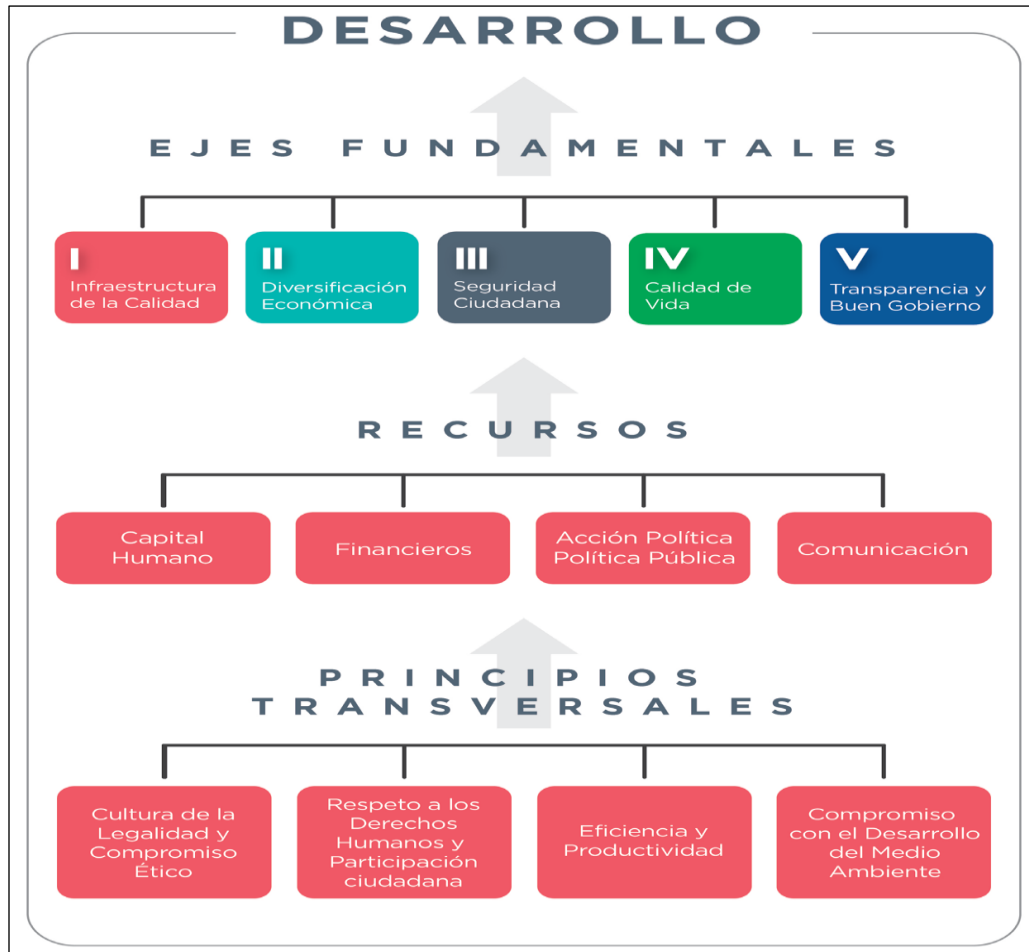 DESARROLLO
EJES FUNDAMENTALES
I
Infraestructura
de la Calidad
II
Diversificación
Económica
III
Seguridad
Ciudadana
IV
Calidad de
Vida
V
Transparencia y
Buen Gobierno
RECURSOS
Capital
Humano
Financieros
Acción Política
Política Pública
Comunicación
PRINCIPIOS
TRANSVERSALES
Cultura de la
Legalidad y
Compromiso
Ético
Respeto a los
Derechos
Humanos y
Participación
ciudadana
Eficiencia y
Productividad
Compromiso
con el Desarrollo
del Medio
Ambiente